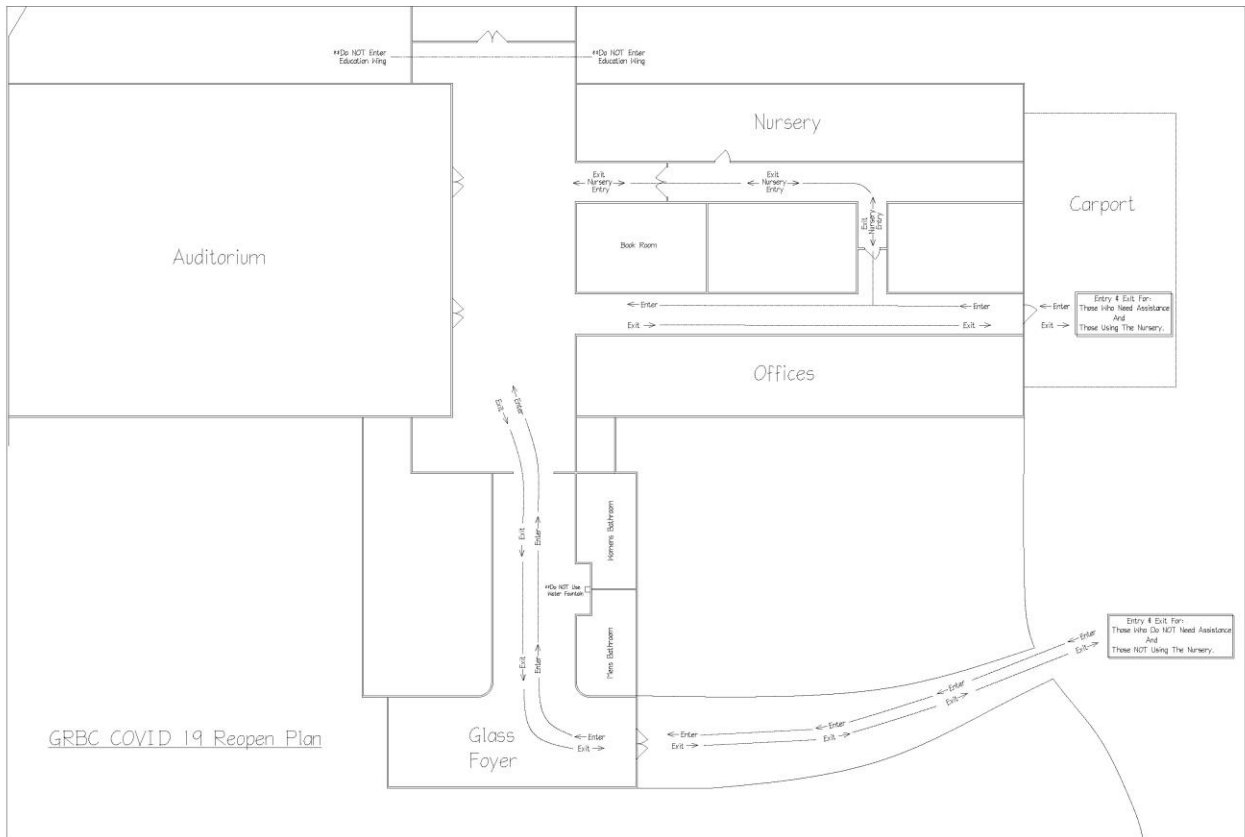 **Do NOT Enter
Education Wing
**Do NOT Enter
Education Wing
Nursery
Exit
Nursery
Entry
Exit
Nursery
Entry
Carport
Exit
Nursery
Entry
Book Room
Auditorium
← Enter
← Enter
← Enter
Exit →
Exit →
Exit →
Entry & Exit For:
Those Who Need Assistance
And
Those Using The Nursery.
Offices
← Enter
Exit →
Womens Bathroom
← Exit
Enter →
**Do NOT Use
Water Fountain
Mens Bathroom
← Exit
Enter →
Entry & Exit For:
Those Who Do NOT Need Assistance
And
Those NOT Using The Nursery.
← Enter
Exit →
← Enter
Exit →
← Enter
Exit →
← Enter
Exit →
← Enter
Exit →
Glass
Foyer
GRBC COVID 19 Reopen Plan